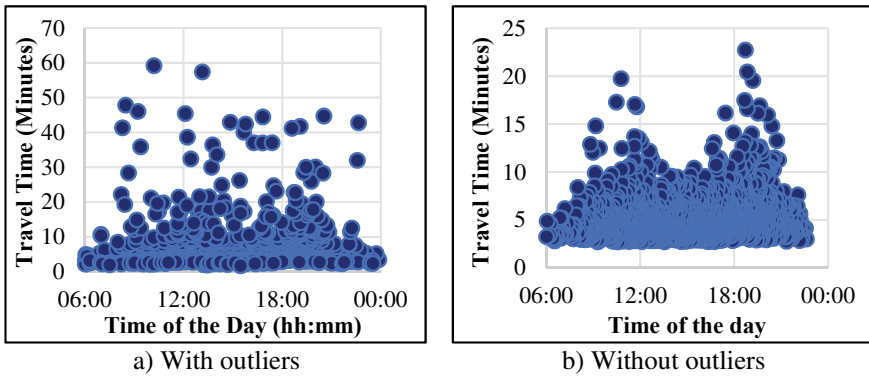 Travel Time (Minutes)
70
60
50
40
30
20
10
0
06:00 12:00 18:00 00:00
Time of the Day (hh:mm)
a) With outliers
Travel Time (Minutes)
25
20
15
10
5
0
06:00 12:00 18:00 00:00
Time of the day
b) Without outliers